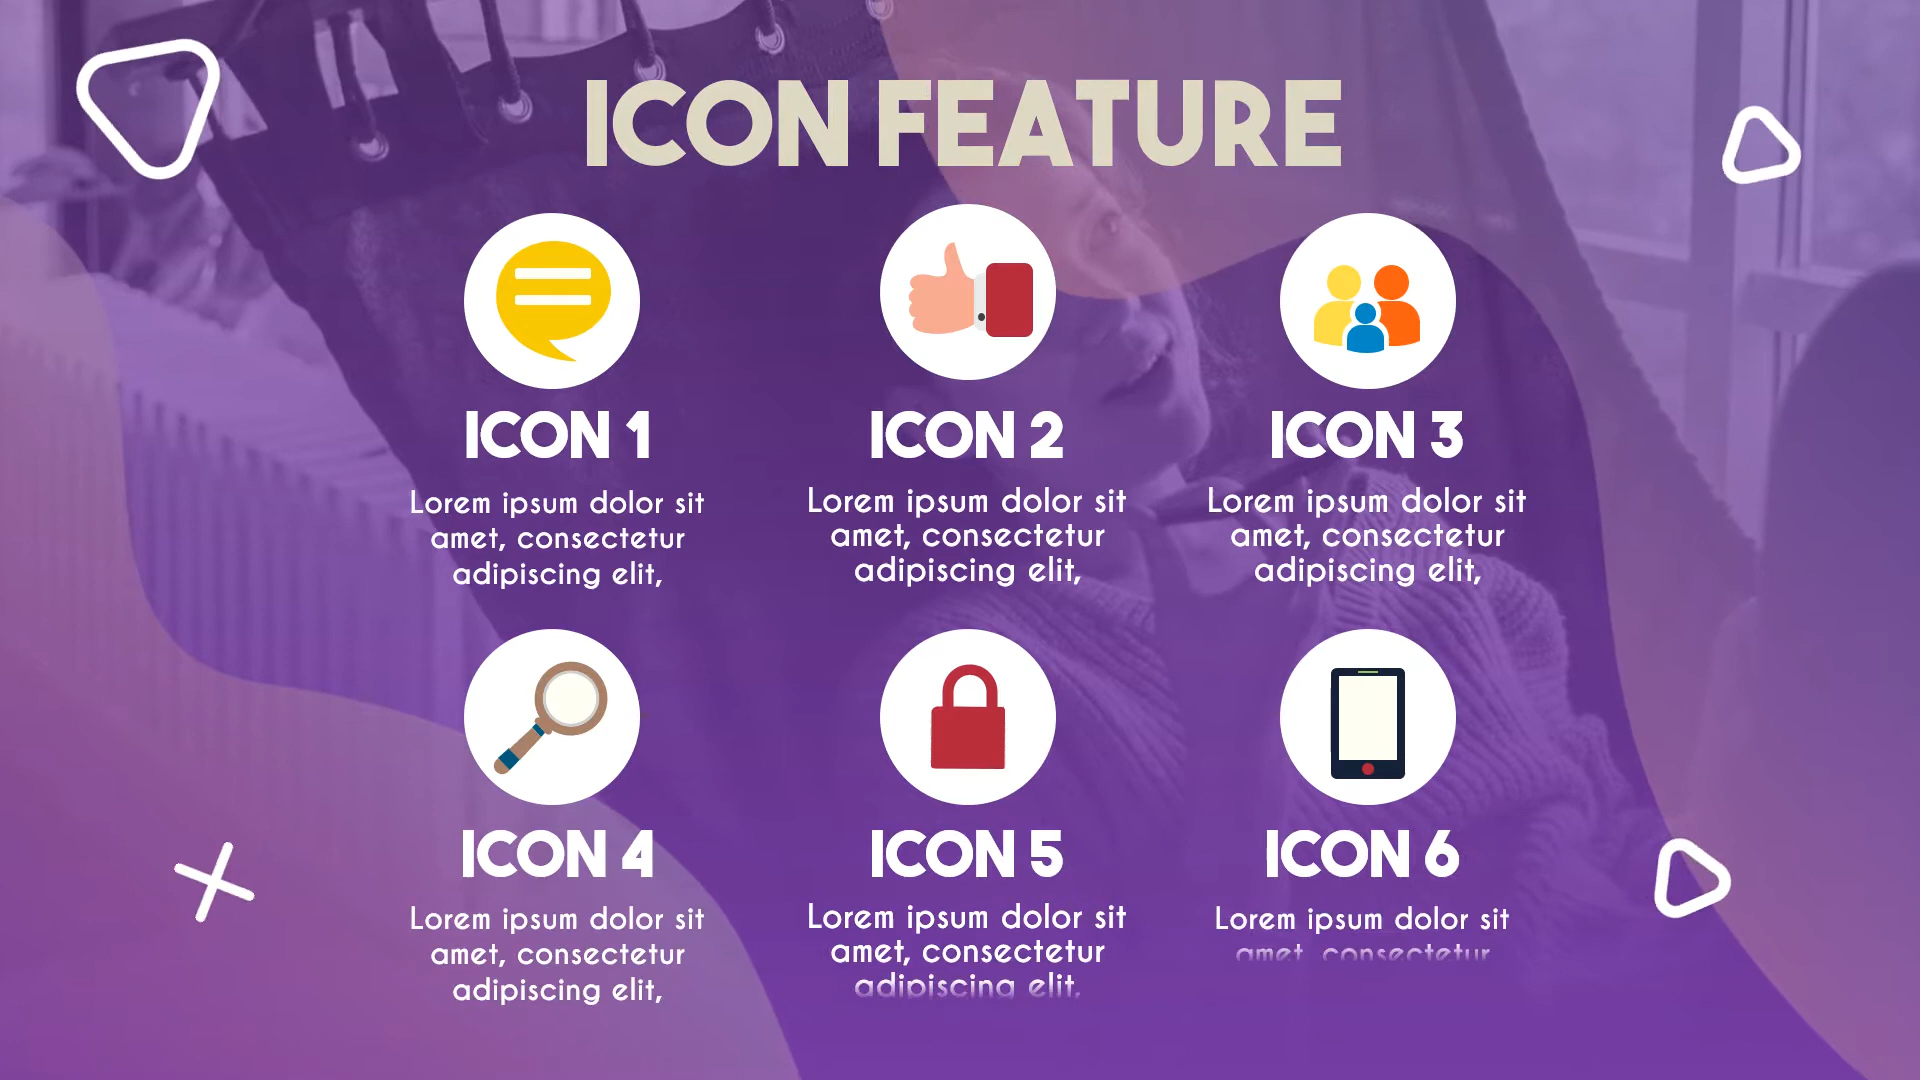 ICON FEATURE
ICON 1
Lorem ipsum dolor sit
amet, consectetur
adipiscing elit,
ICON 2
Lorem ipsum dolor sit
amet, consectetur
adipiscing elit,
ICON 3
Lorem ipsum dolor sit
amet, consectetur
adipiscing elit,
ICON 4
Lorem ipsum dolor sit
amet, consectetur
adipiscing elit,
ICON 5
Lorem ipsum dolor sit
amet, consectetur
adipiscing elit,
ICON 6
Lorem ipsum dolor sit
amet, consectetur